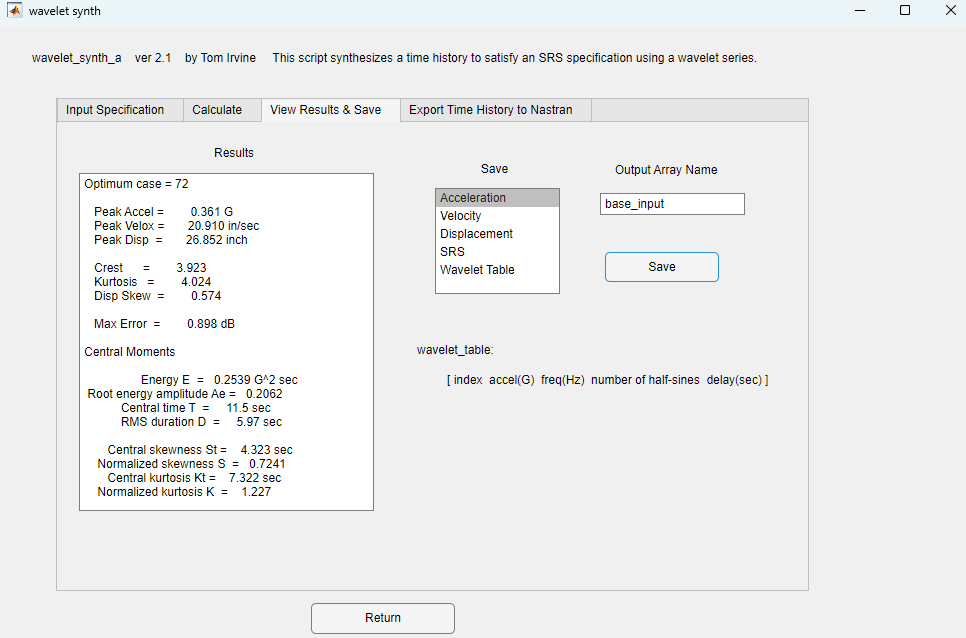 wavelet synth
wavelet_synth_a ver 2.1 by Tom Irvine This script synthesizes a time history to satisfy an SRS specification using a wavelet series.
Input Specification Calculate View Results & Save Export Time History to Nastran
Results
Optimum case = 72
Peak Accel = 0.361 G
Peak Velox = 20.910 in/sec
Peak Disp = 26.852 inch
Crest = 3.923
Kurtosis = 4.024
Disp Skew = 0.574
Max Error = 0.898 dB
Central Moments
Energy E = 0.2539 G^2 sec
Root energy amplitude Ae = 0.2062
Central time T = 11.5 sec
RMS duration D = 5.97 sec
Central skewness St = 4.323 sec
Normalized skewness S = 0.7241
Central kurtosis Kt = 7.322 sec
Normalized kurtosis K = 1.227
Save
Acceleration
Velocity
Displacement
SRS
Wavelet Table
Output Array Name
base_input
Save
wavelet_table:
[ index accel(G) freq(Hz) number of half-sines delay(sec) ]
Return